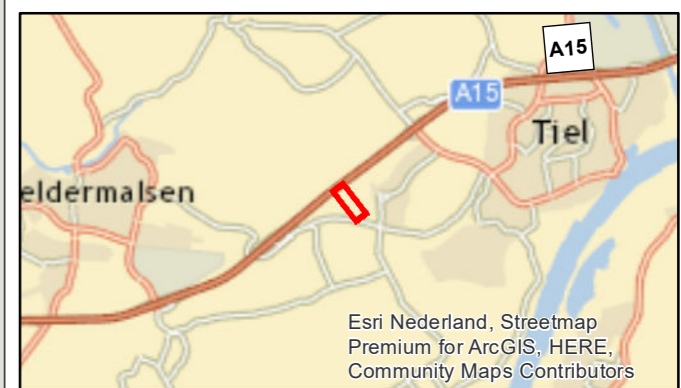 A15
A15
Tiel
eldermalsen
Esri Nederland, Streetmap
Premium for ArcGIS, HERE,
Community Maps Contributors